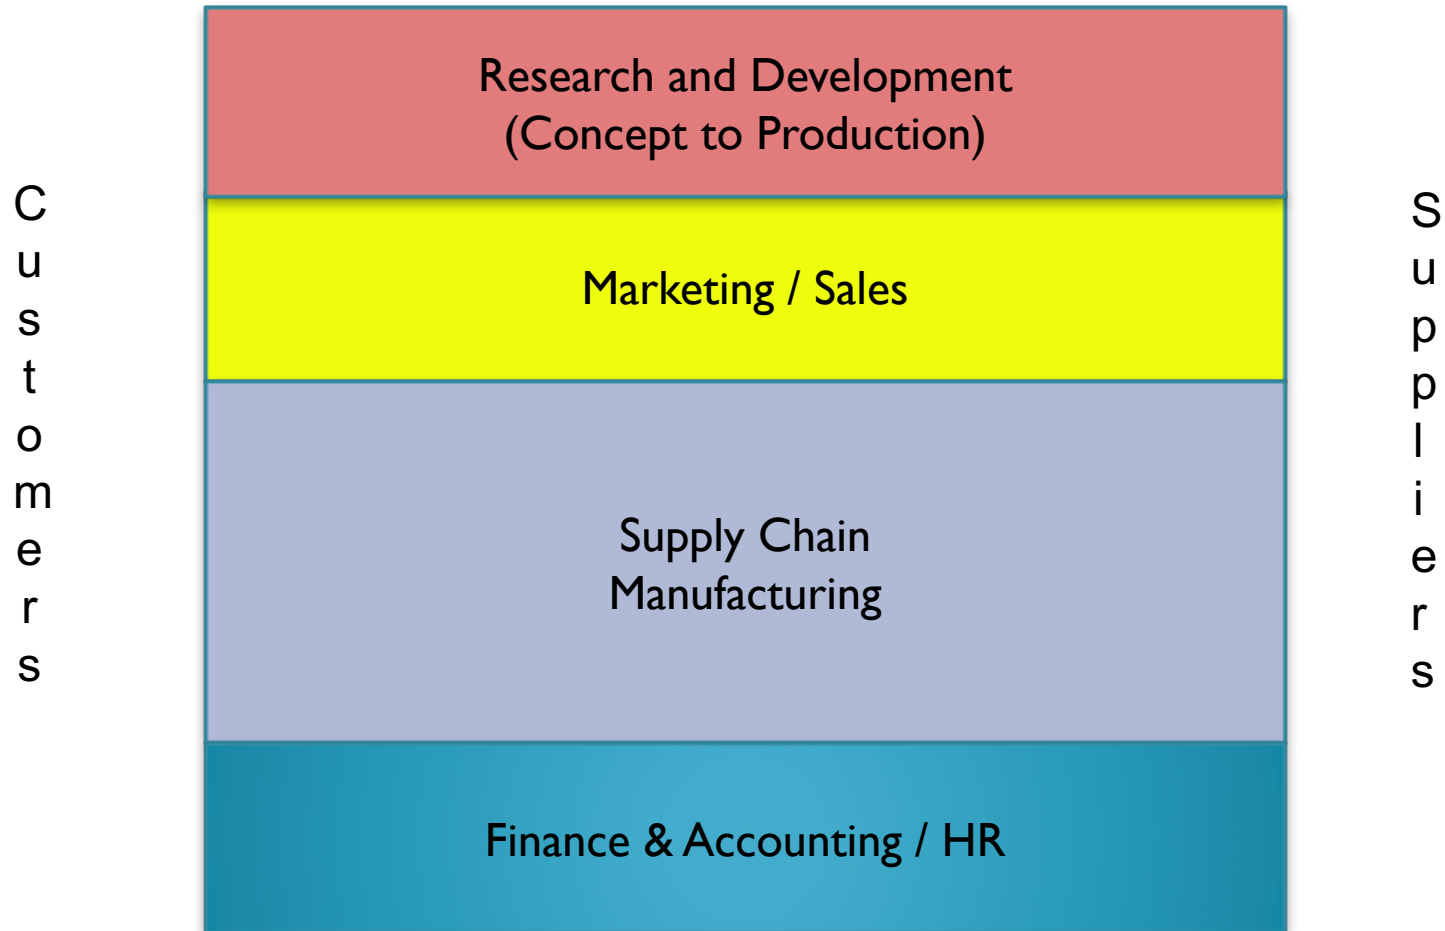 Research and Development
(Concept to Production)
Customers
Marketing / Sales
Suppliers
Supply Chain
Manufacturing
Finance & Accounting / HR